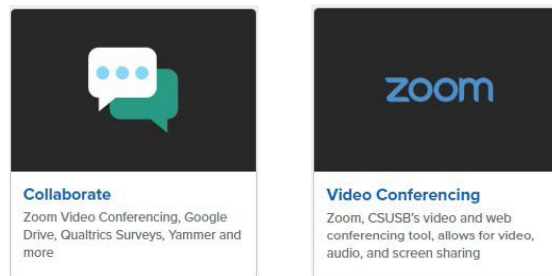 zoom
Collaborate
Zoom Video Conferencing, Google
Drive, Qualtrics Surveys, Yammer and
more
Video Conferencing
Zoom, CSUSB's video and web
conferencing tool, allows for video,
audio, and screen sharing